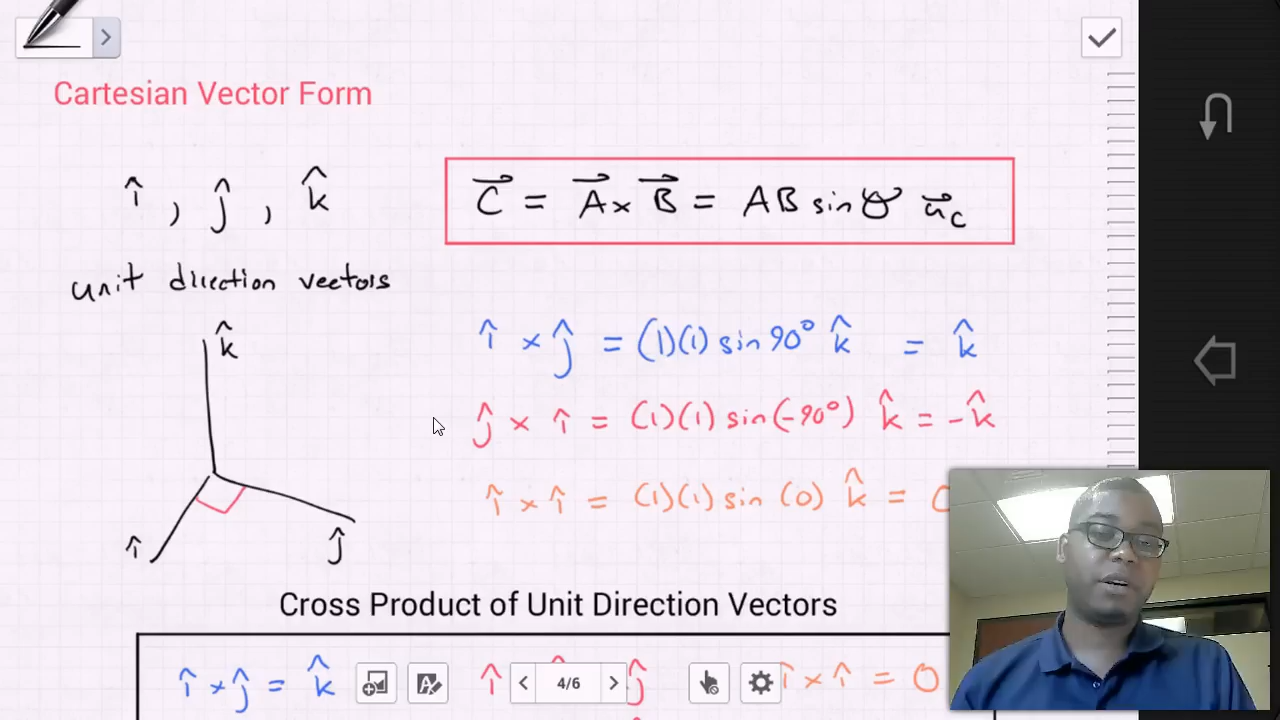 Cartesian Vector Form
î , ĵ , k̂
C⃗ = A⃗ × B⃗ = AB sin θ u⃗_C
unit direction vectors
k̂
î × ĵ = (1)(1) sin 90° k̂ = k̂
ĵ × î = (1)(1) sin(-90°) k̂ = -k̂
î × î = (1)(1) sin (0) k̂ =
î
ĵ
Cross Product of Unit Direction Vectors
î × ĵ = k̂
î × î = 0
4/6